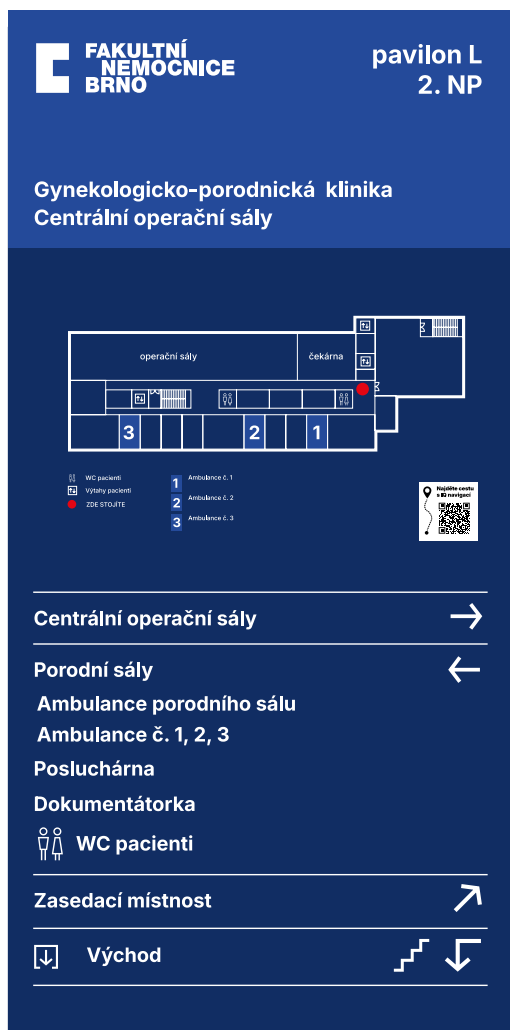 FAKULTNÍ
NEMOCNICE
BRNO
pavilon L
2. NP
Gynekologicko-porodnická klinika
Centrální operační sály
operační sály
čekárna
3
2
1
WC pacienti
Výtahy pacienti
ZDE STOJÍTE
1 Ambulance č. 1
2 Ambulance č. 2
3 Ambulance č. 3
Najděte cestu
s navigací
Centrální operační sály
Porodní sály
Ambulance porodního sálu
Ambulance č. 1, 2, 3
Posluchárna
Dokumentátorka
WC pacienti
Zasedací místnost
Východ